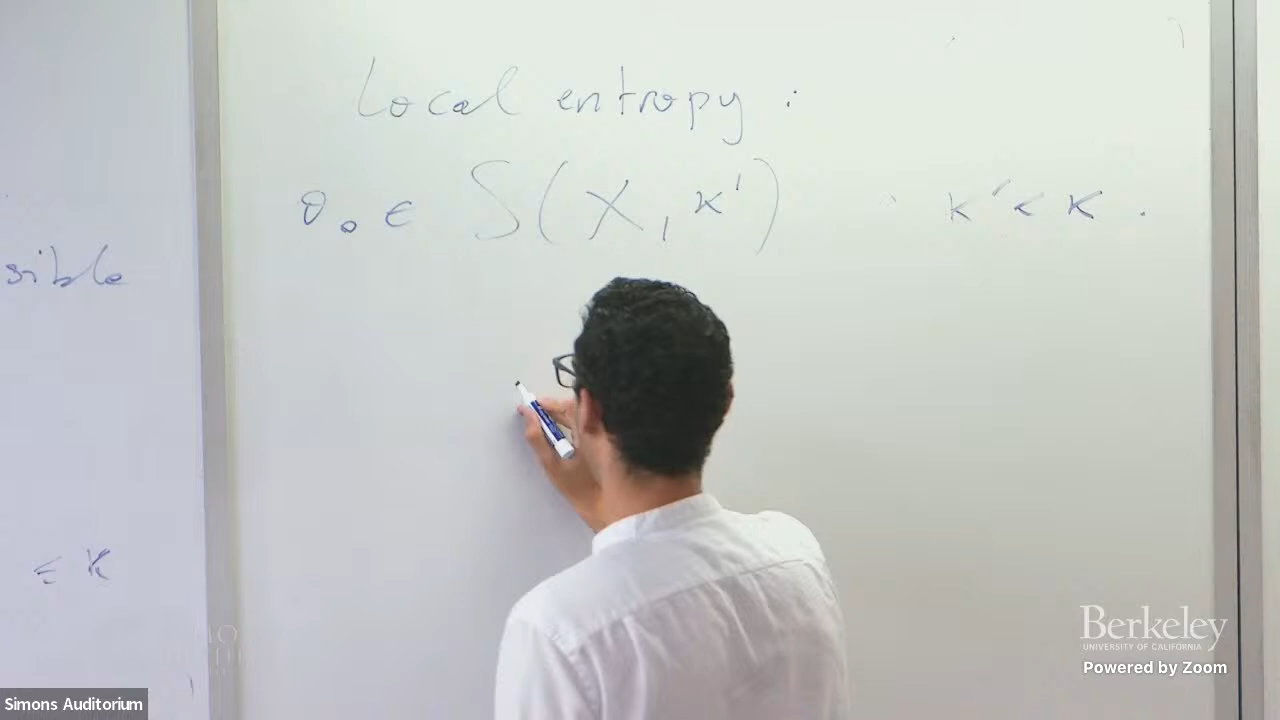 Local entropy :
θ₀ ∈ S(X, κ') κ' < κ .
sible
≤ κ
Berkeley
UNIVERSITY OF CALIFORNIA
Powered by Zoom
Simons Auditorium